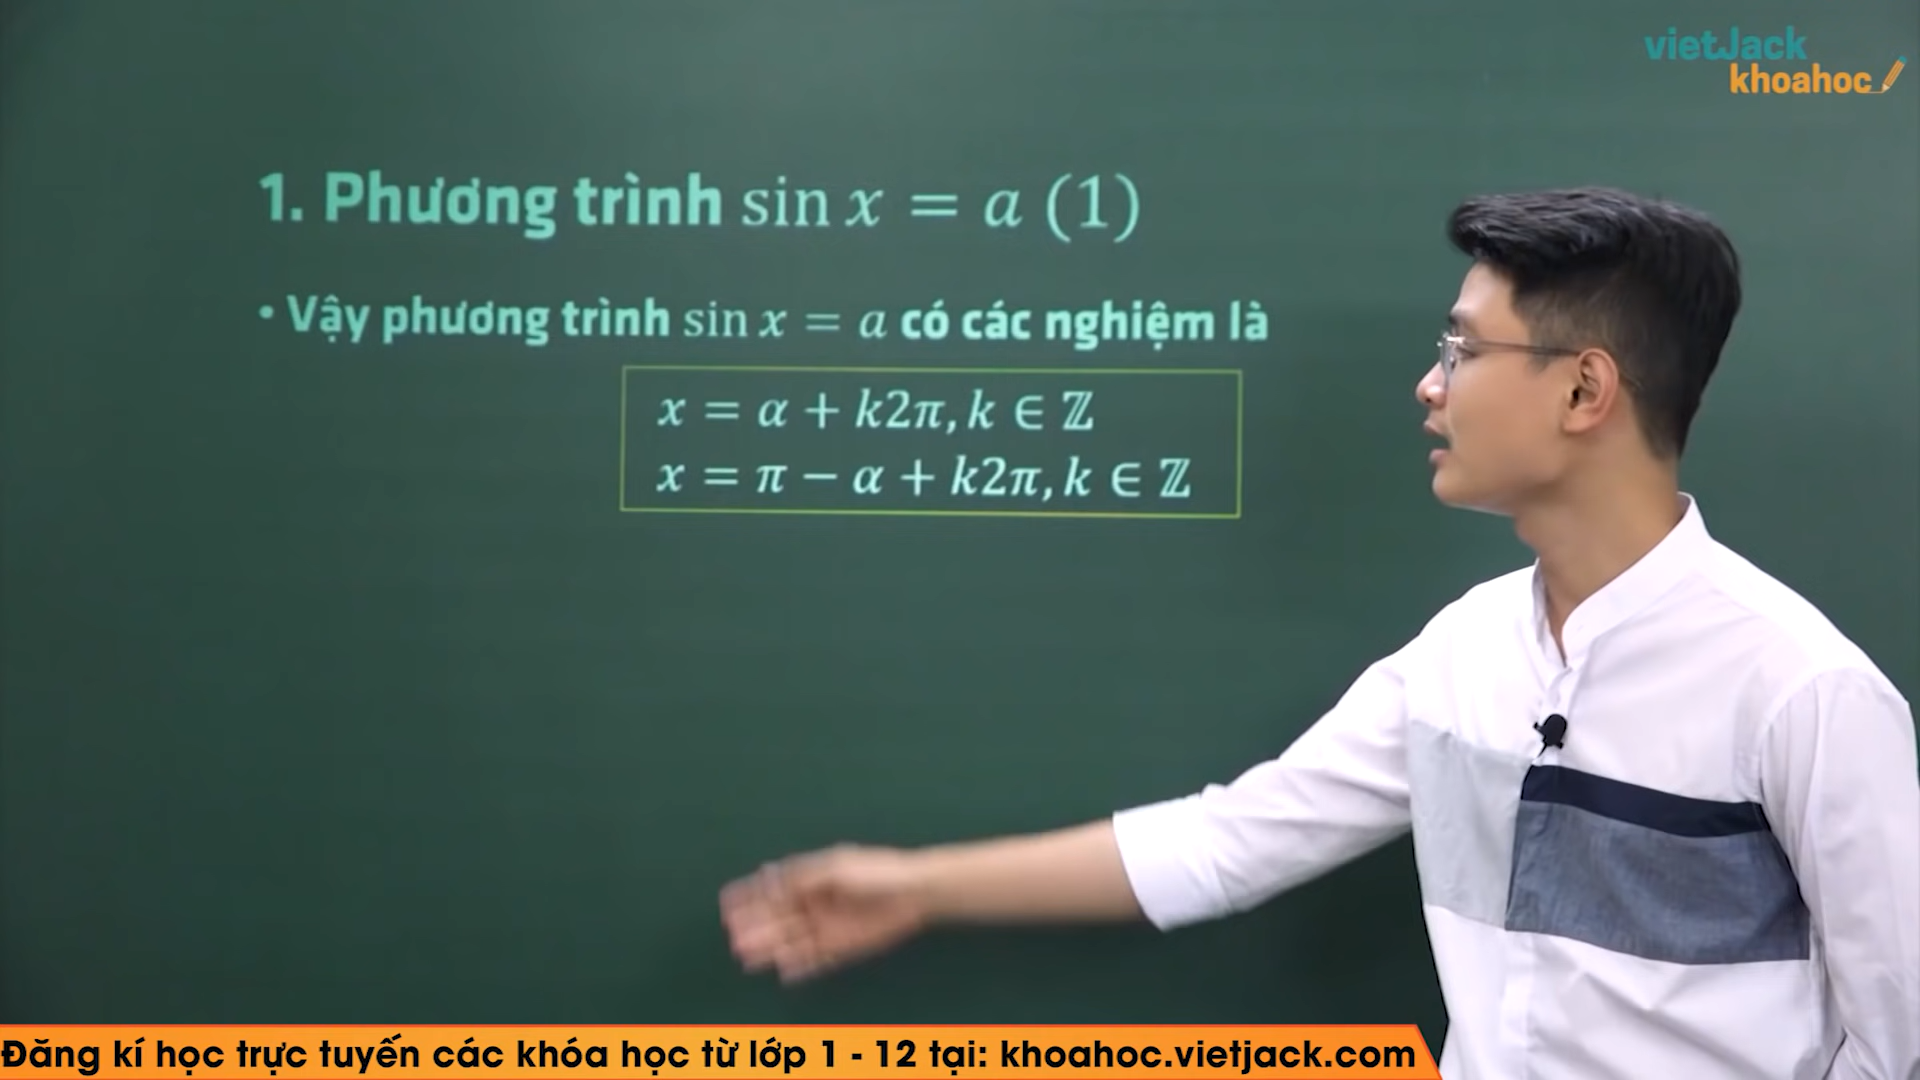 vietJack
khoahoc
1. Phương trình sin x = a (1)
• Vậy phương trình sin x = a có các nghiệm là
x = α + k2π, k ∈ ℤ
x = π − α + k2π, k ∈ ℤ
Đăng kí học trực tuyến các khóa học từ lớp 1 - 12 tại: khoahoc.vietjack.com